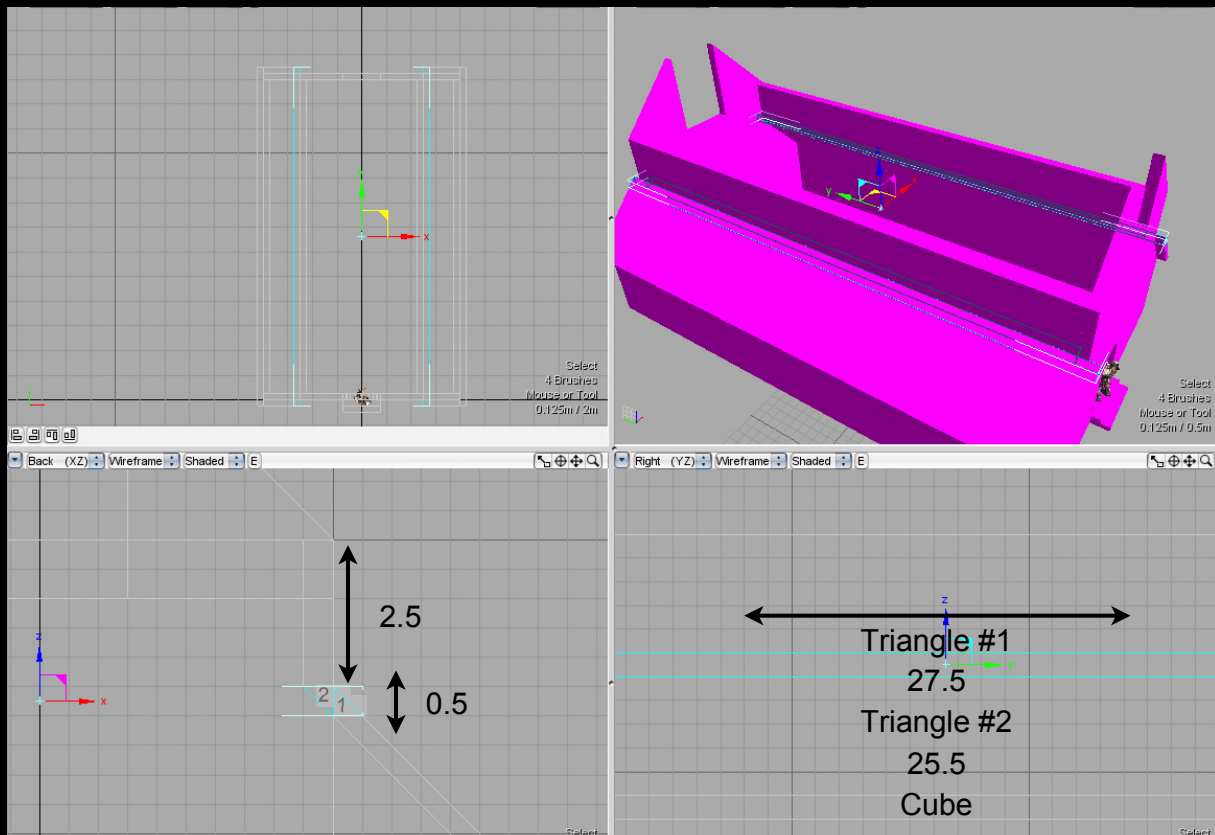 x
Select
4 Brushes
Mouse or Tool
0.125m / 2m
z
y
x
Select
4 Brushes
Mouse or Tool
0.125m / 0.5m
Back (XZ) Wireframe Shaded E
2.5
0.5
2
1
z
x
Select
Right (YZ) Wireframe Shaded E
z
y
Triangle #1
27.5
Triangle #2
25.5
Cube
Select